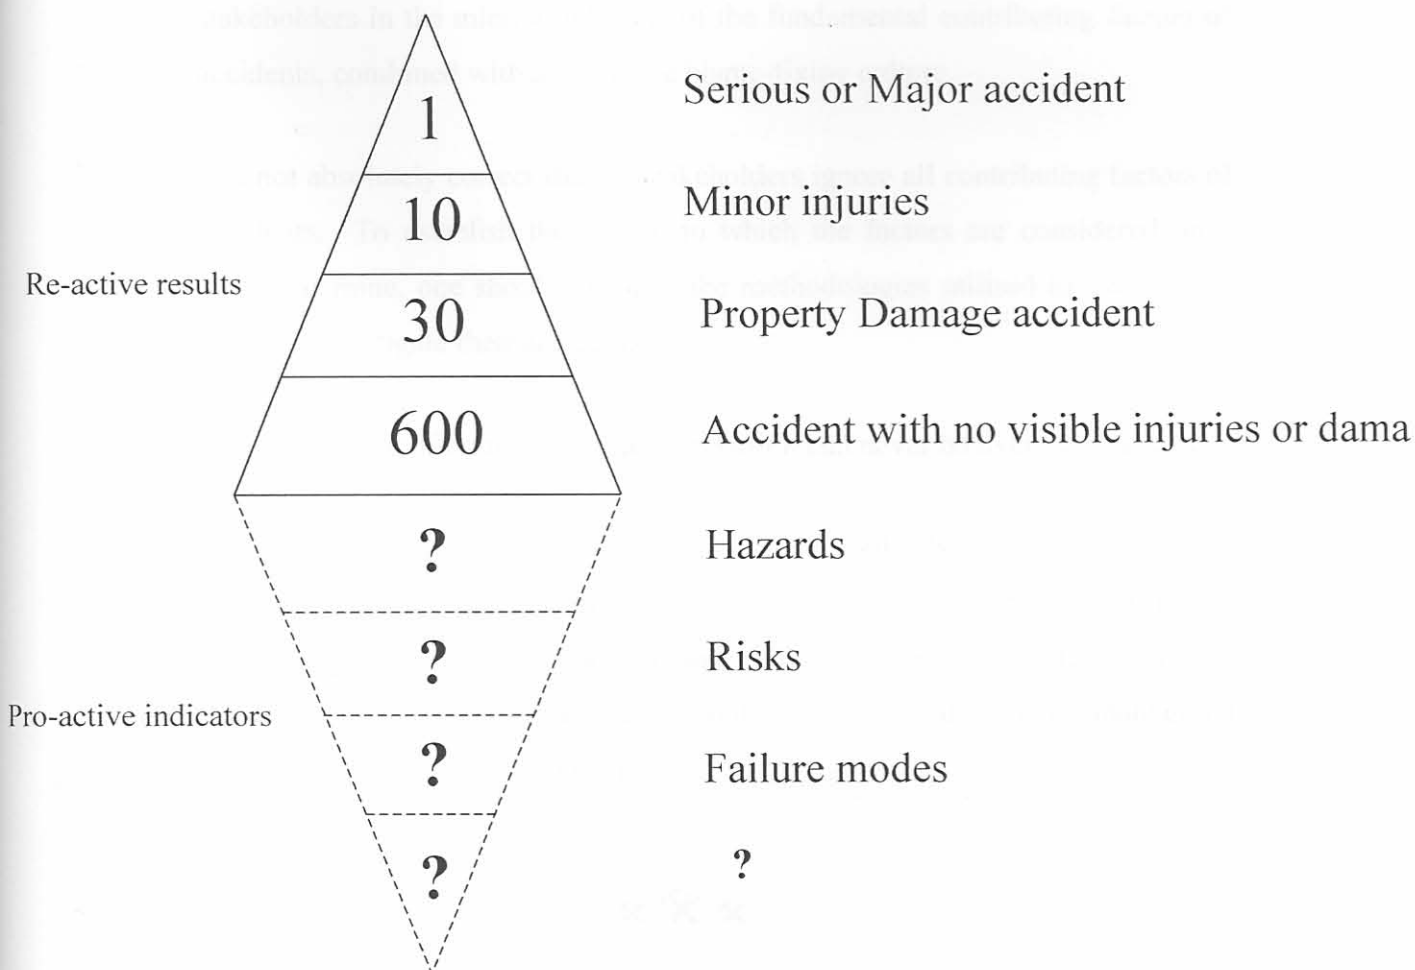 Serious or Major accident
1
Minor injuries
10
Re-active results
30
Property Damage accident
600
Accident with no visible injuries or dama
?
Hazards
?
Risks
Pro-active indicators
?
Failure modes
?
?